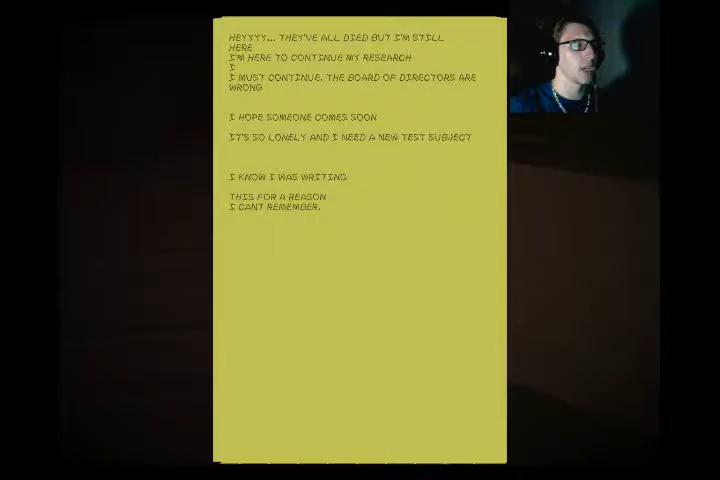 HEYYYY... THEY'VE ALL DIED BUT I'M STILL
HERE
I'M HERE TO CONTINUE MY RESEARCH
I
I MUST CONTINUE. THE BOARD OF DIRECTORS ARE
WRONG
I HOPE SOMEONE COMES SOON
IT'S SO LONELY AND I NEED A NEW TEST SUBJECT
I KNOW I WAS WRITING
THIS FOR A REASON
I CANT REMEMBER.